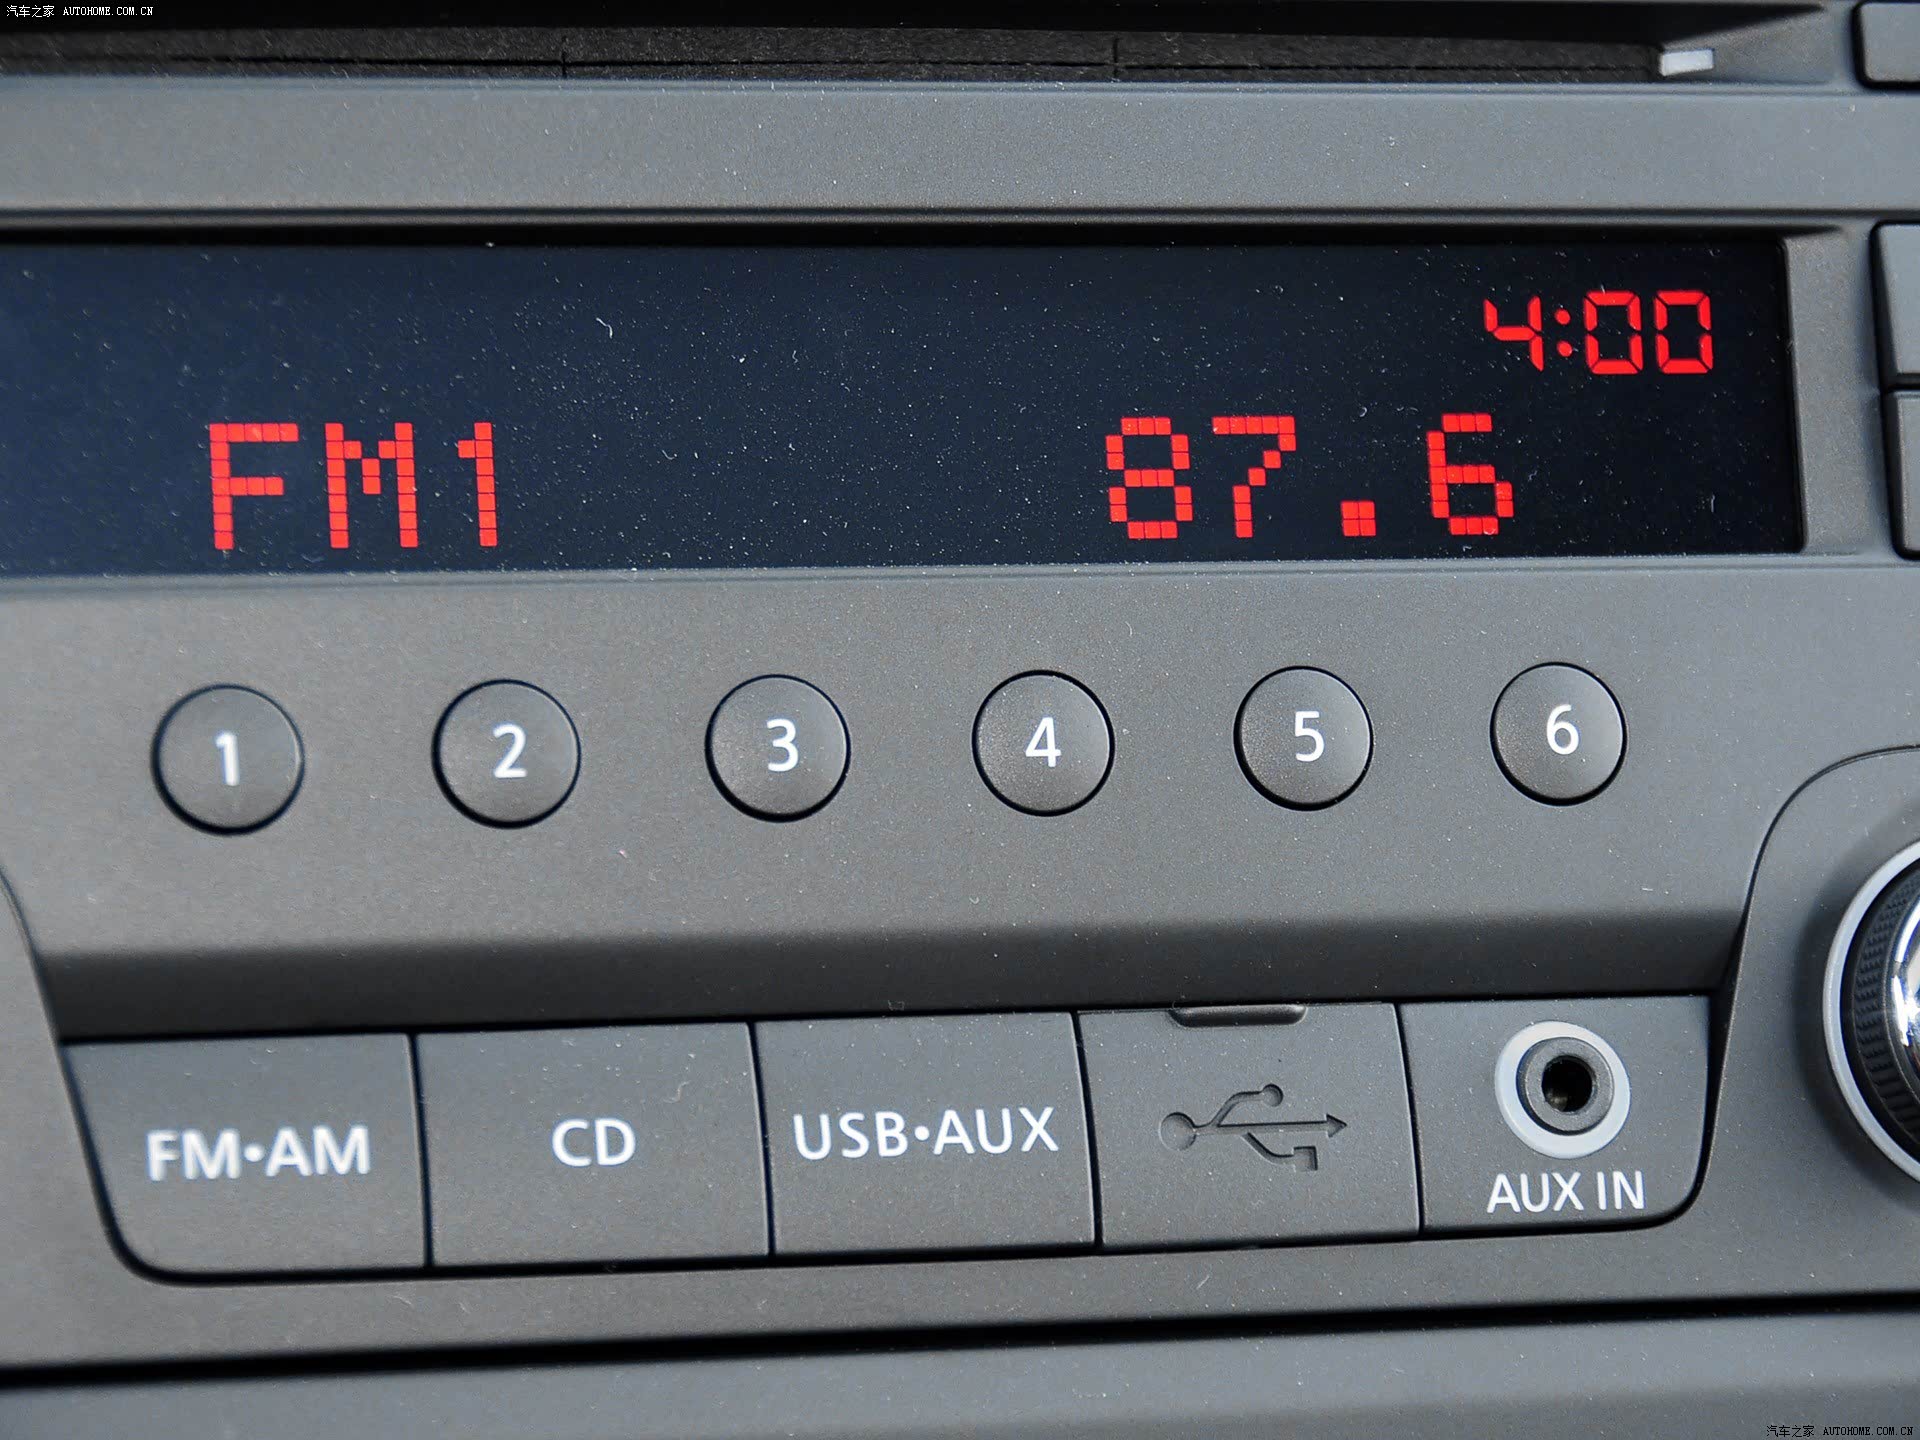 汽车之家 AUTOHOME.COM.CN
4:00
FM1 87.6
1 2 3 4 5 6
FM•AM CD USB•AUX
AUX IN
汽车之家 AUTOHOME.COM.CN